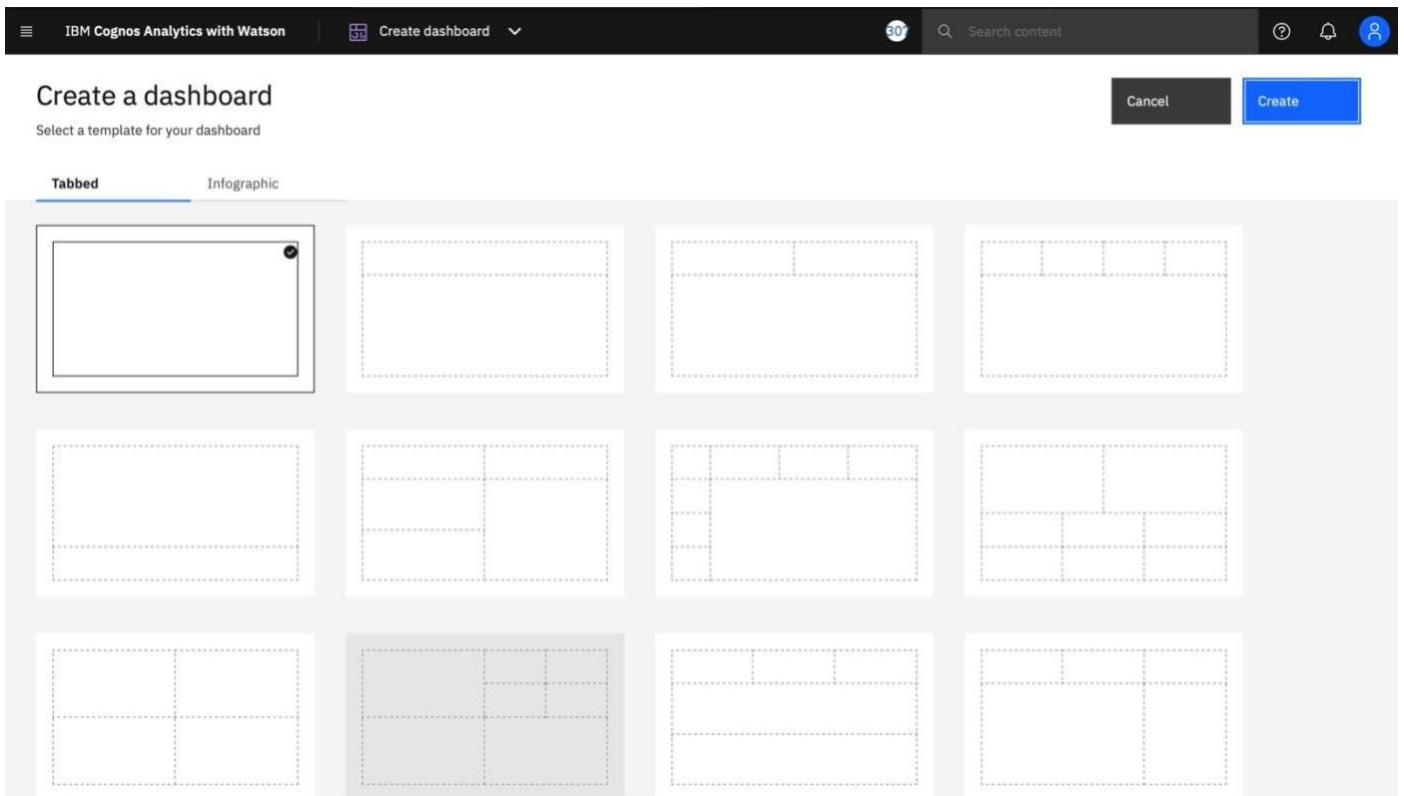 IBM Cognos Analytics with Watson
Create dashboard
Search content
Create a dashboard
Cancel
Create
Select a template for your dashboard
Tabbed
Infographic